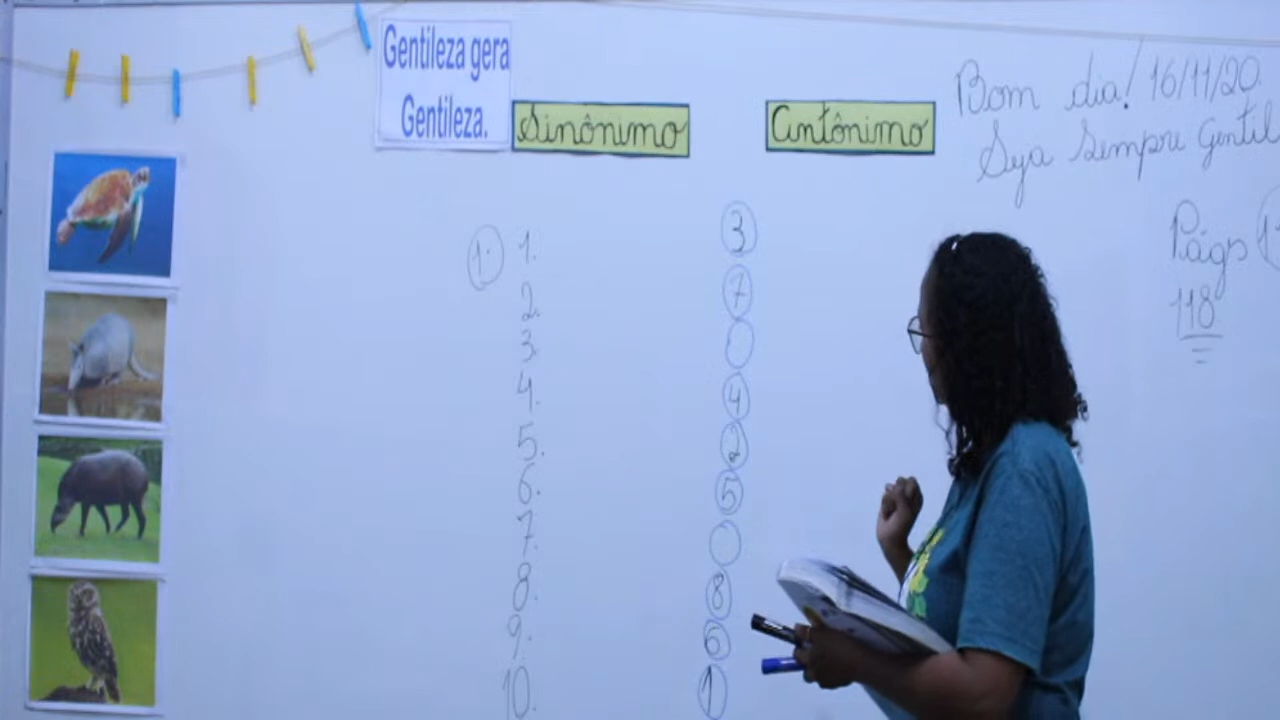 Gentileza gera
Gentileza.
Sinônimo
Antônimo
Bom dia! 16/11/20.
Seja sempre gentil
Págs
118
1.
1.
2.
3.
4.
5.
6.
7.
8.
9.
10.
3
7
4
2
5
8
6
1